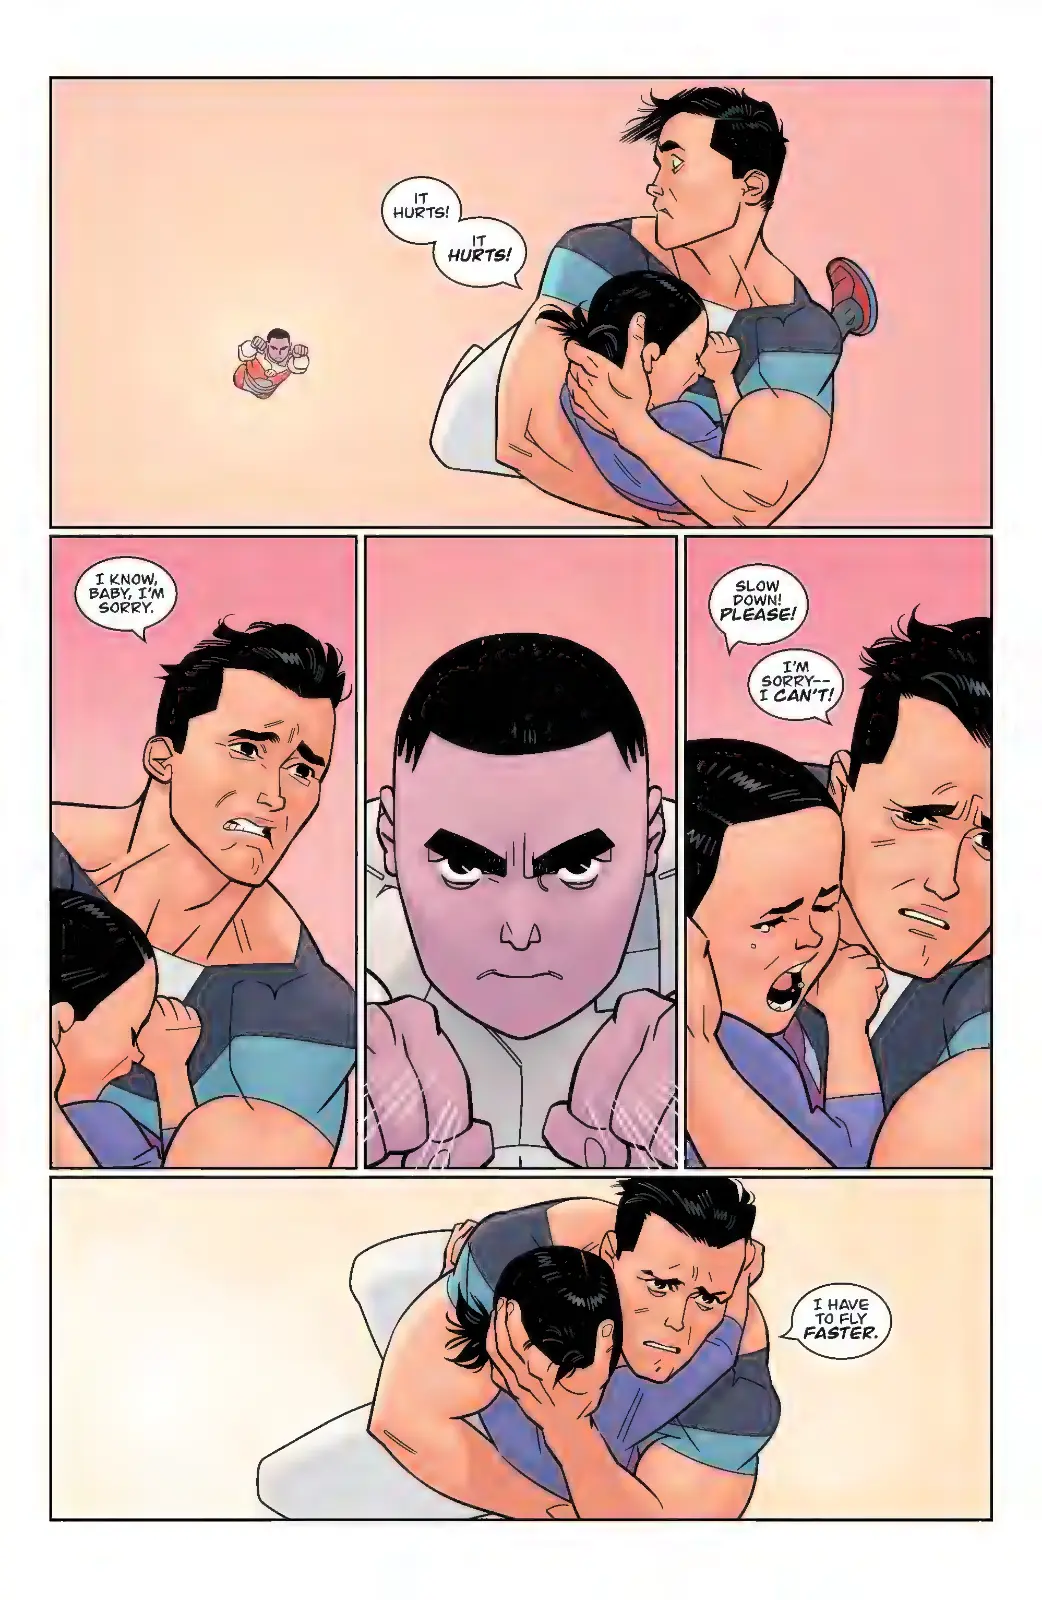 IT
HURTS!
IT
HURTS!
I KNOW,
BABY, I'M
SORRY.
SLOW
DOWN!
PLEASE!
I'M
SORRY--
I CAN'T!
I HAVE
TO FLY
FASTER.